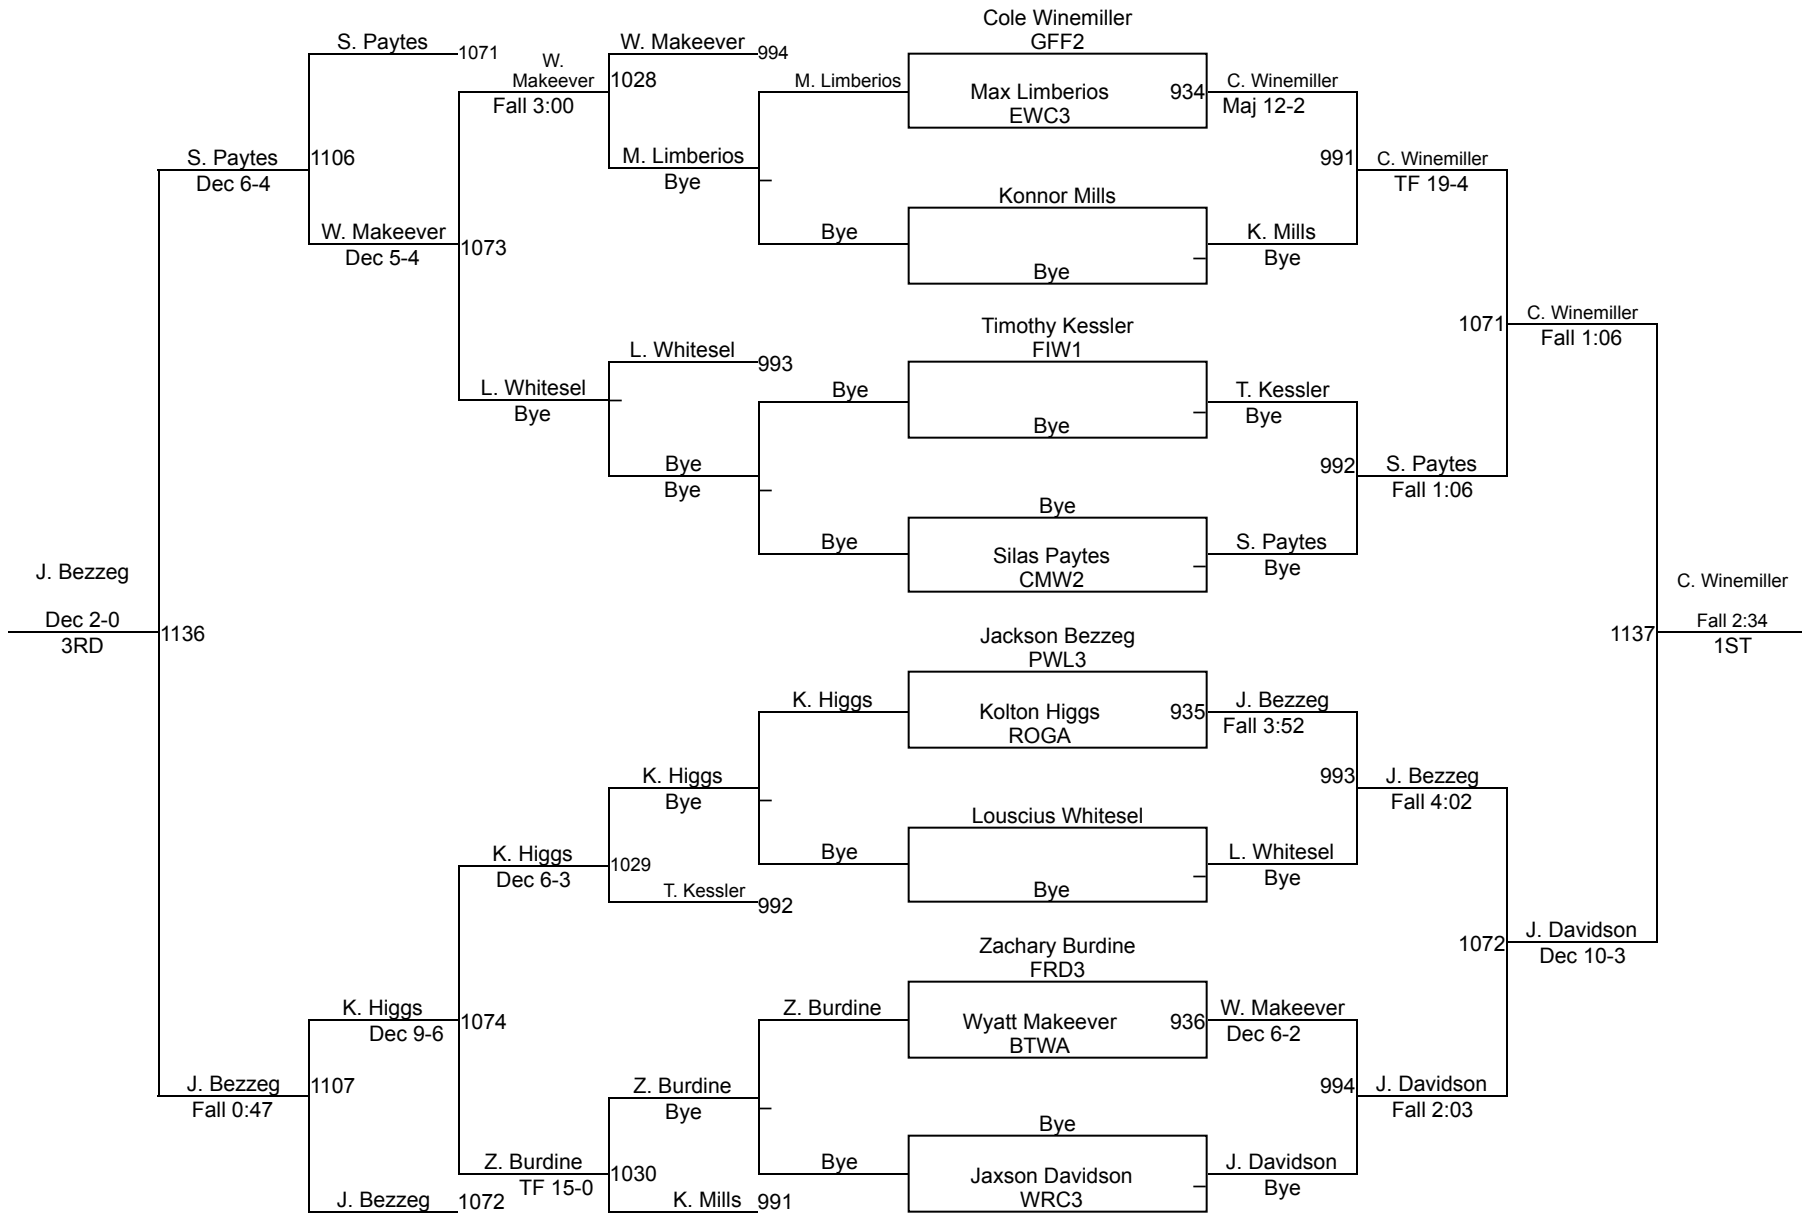 Cole Winemiller
GFF2
S. Paytes
1071
W.
Makeever
Fall 3:00
W. Makeever
994
1028
M. Limberios
Max Limberios
EWC3
934
C. Winemiller
Maj 12-2
S. Paytes
Dec 6-4
1106
M. Limberios
Bye
991
C. Winemiller
TF 19-4
Konnor Mills
W. Makeever
Dec 5-4
1073
Bye
Bye
K. Mills
Bye
Timothy Kessler
FIW1
1071
C. Winemiller
Fall 1:06
L. Whitesel
993
L. Whitesel
Bye
Bye
Bye
T. Kessler
Bye
Bye
Bye
992
S. Paytes
Fall 1:06
Bye
Bye
Silas Paytes
CMW2
S. Paytes
Bye
J. Bezzeg
Dec 2-0
3RD
1136
C. Winemiller
1137
Fall 2:34
1ST
Jackson Bezzeg
PWL3
K. Higgs
Kolton Higgs
ROGA
935
J. Bezzeg
Fall 3:52
K. Higgs
Bye
993
J. Bezzeg
Fall 4:02
Louscius Whitesel
K. Higgs
Dec 6-3
1029
Bye
Bye
L. Whitesel
Bye
T. Kessler
992
1072
J. Davidson
Dec 10-3
Zachary Burdine
FRD3
K. Higgs
Dec 9-6
1074
Z. Burdine
Wyatt Makeever
BTWA
936
W. Makeever
Dec 6-2
J. Bezzeg
Fall 0:47
1107
Z. Burdine
Bye
994
J. Davidson
Fall 2:03
Bye
Z. Burdine
TF 15-0
1030
Bye
Jaxson Davidson
WRC3
J. Davidson
Bye
J. Bezzeg
1072
K. Mills
991